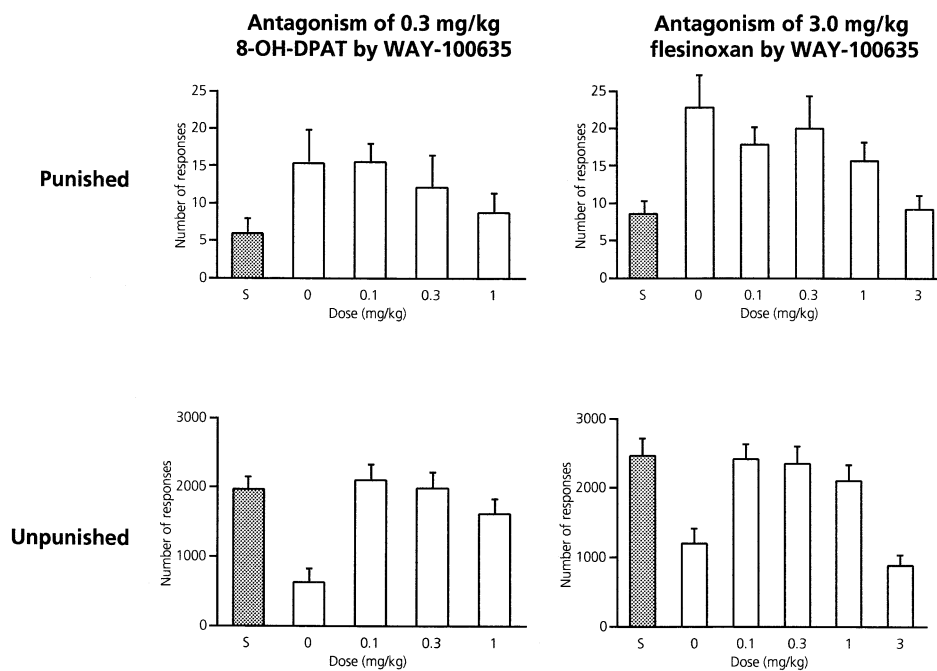 Antagonism of 0.3 mg/kg
8-OH-DPAT by WAY-100635
Antagonism of 3.0 mg/kg
flesinoxan by WAY-100635
Punished
Number of responses
25
20
15
10
5
0
S 0 0.1 0.3 1
Dose (mg/kg)
Number of responses
25
20
15
10
5
0
S 0 0.1 0.3 1 3
Dose (mg/kg)
Unpunished
Number of responses
3000
2000
1000
0
S 0 0.1 0.3 1
Dose (mg/kg)
Number of responses
3000
2000
1000
0
S 0 0.1 0.3 1 3
Dose (mg/kg)